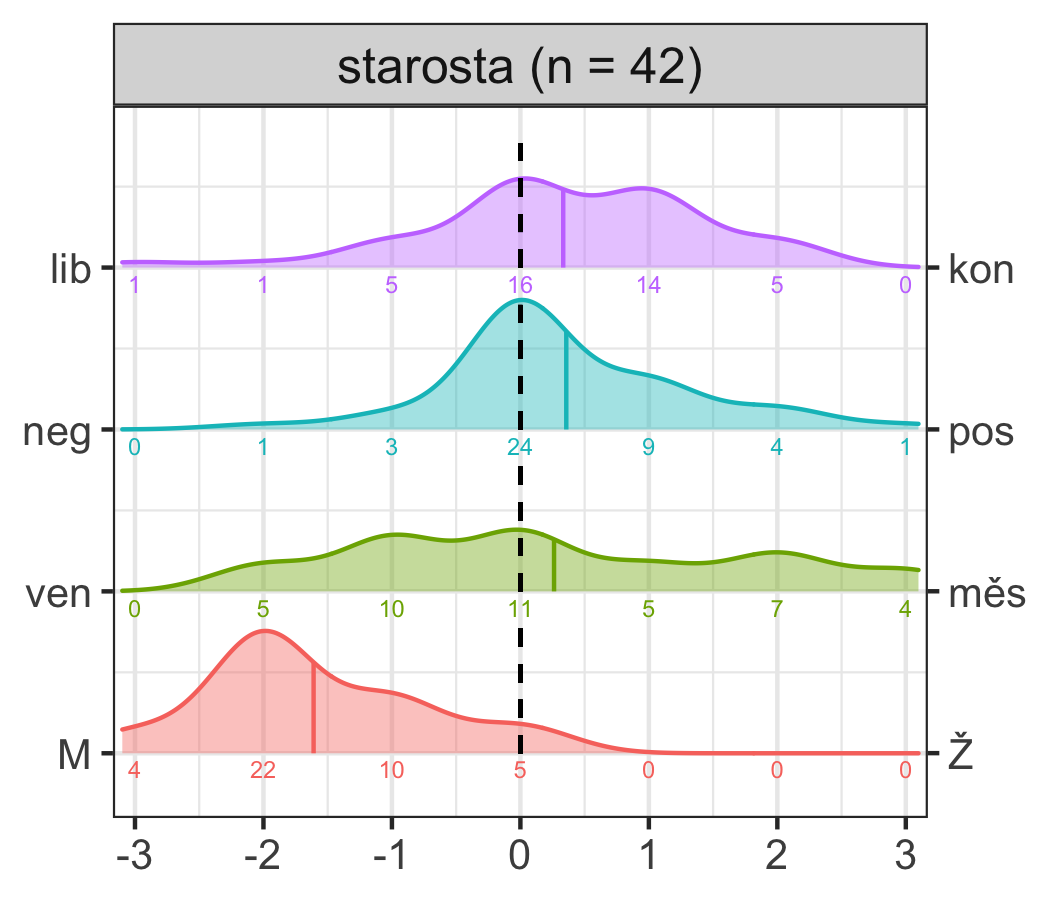 starosta (n = 42)
lib kon
1 1 5 16 14 5 0
neg pos
0 1 3 24 9 4 1
ven měs
0 5 10 11 5 7 4
M Ž
4 22 10 5 0 0 0
-3 -2 -1 0 1 2 3